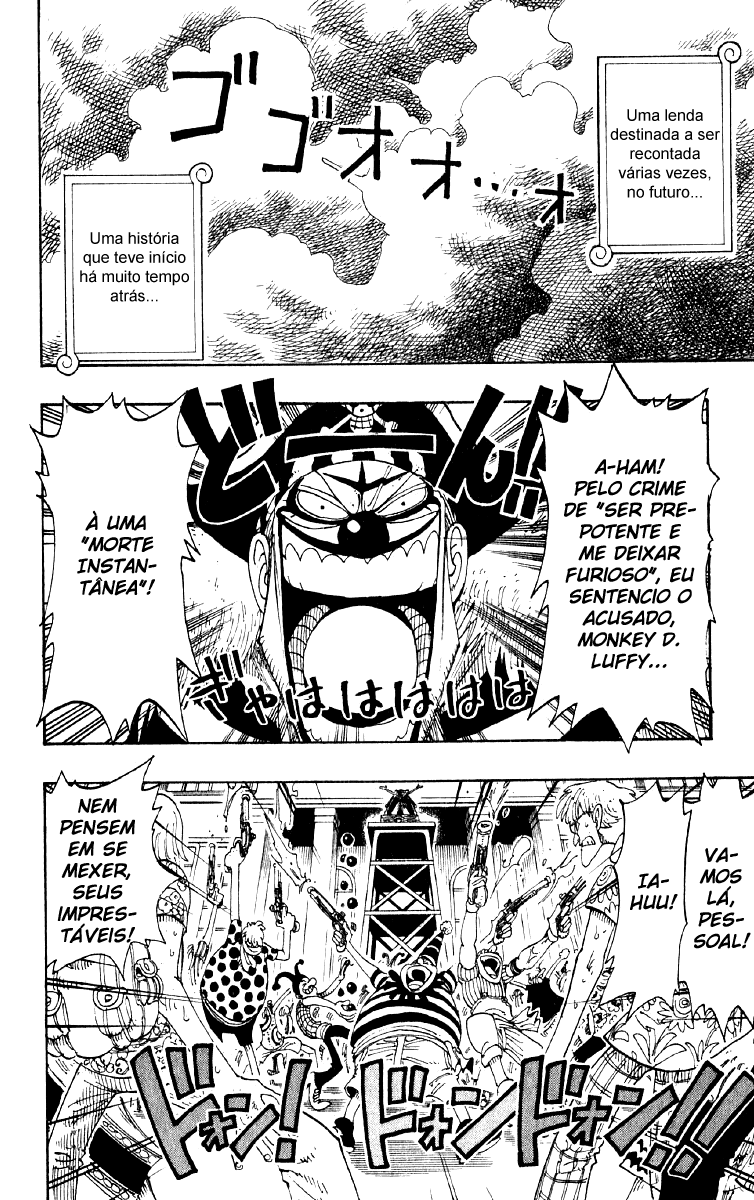 Uma lenda
destinada a ser
recontada
várias vezes,
no futuro...
ゴゴオオ…ォ
Uma história
que teve início
há muito tempo
atrás...
A-HAM!
PELO CRIME
DE "SER PRE-
POTENTE E
ME DEIXAR
FURIOSO", EU
SENTENCIO O
ACUSADO,
MONKEY D.
LUFFY...
どーん!!
À UMA
"MORTE
INSTAN-
TÂNEA"!
ぎゃはははははは
VA-
MOS
LÁ,
PES-
SOAL!
IA-
HUU!
NEM
PENSEM
EM SE
MEXER,
SEUS
IMPRES-
TÁVEIS!
ドォン!
ドォンドォン!!